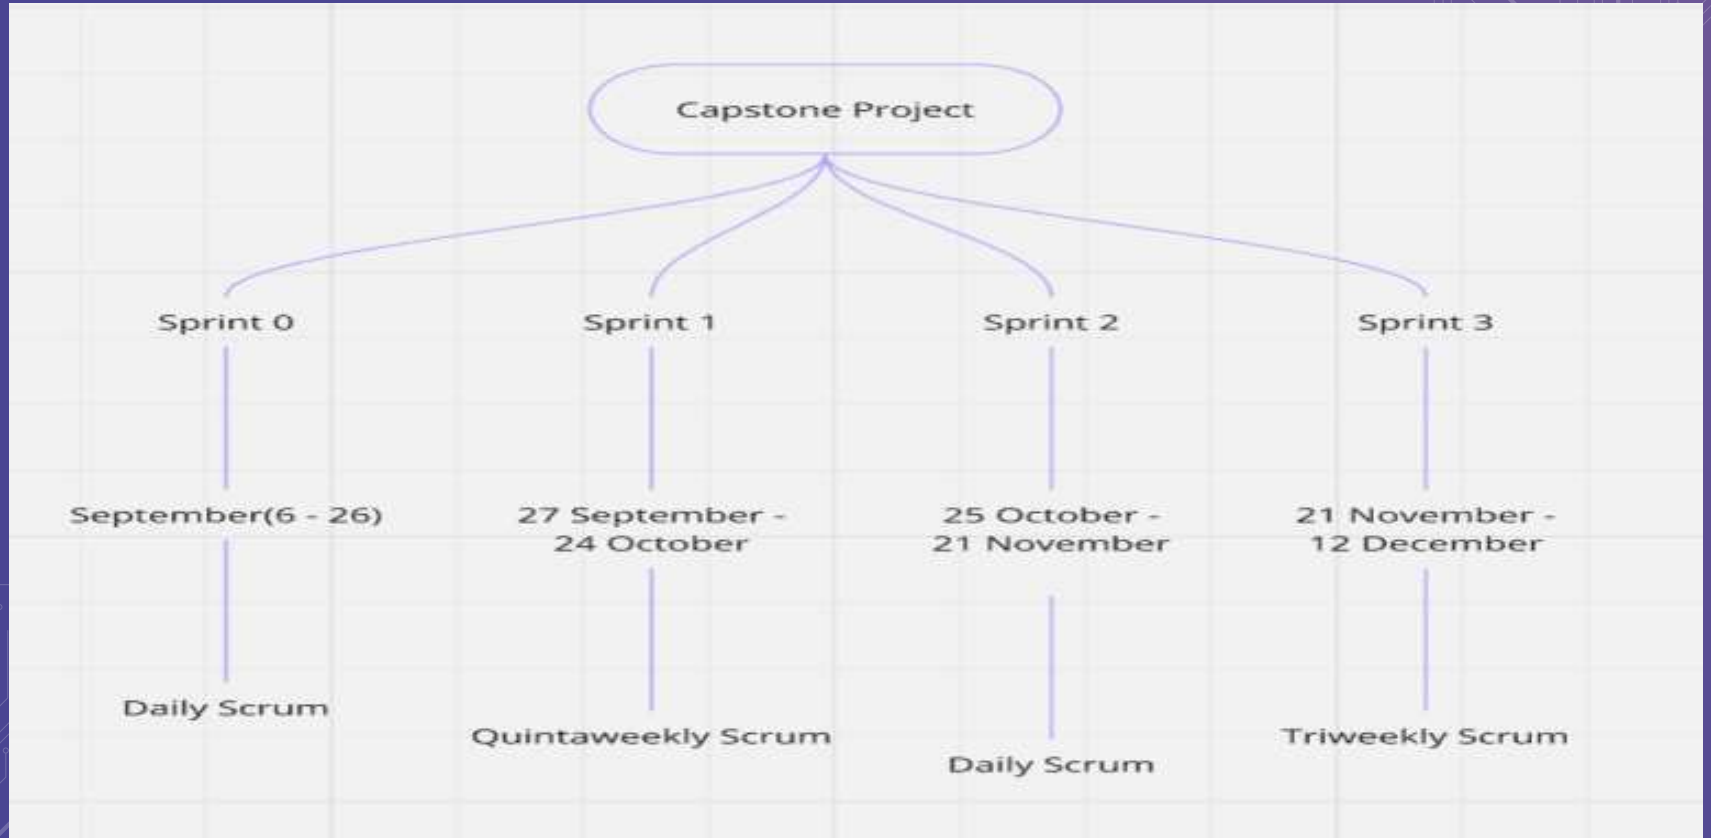 Capstone Project
Sprint 0
Sprint 1
Sprint 2
Sprint 3
September(6 - 26)
27 September -
24 October
25 October -
21 November
21 November -
12 December
Daily Scrum
Quintaweekly Scrum
Daily Scrum
Triweekly Scrum